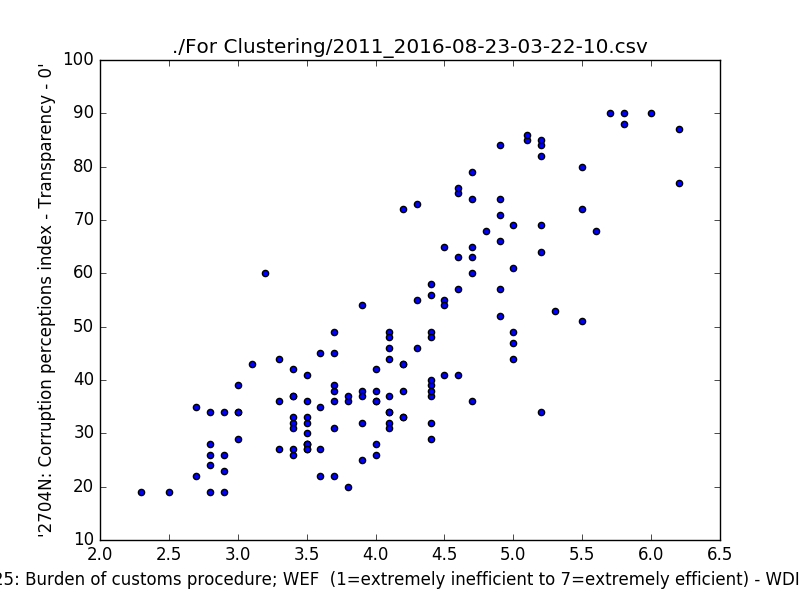 ./For Clustering/2011_2016-08-23-03-22-10.csv
100
90
80
70
60
50
40
30
20
10
'2704N: Corruption perceptions index - Transparency - 0'
2.0 2.5 3.0 3.5 4.0 4.5 5.0 5.5 6.0 6.5
25: Burden of customs procedure; WEF (1=extremely inefficient to 7=extremely efficient) - WDI